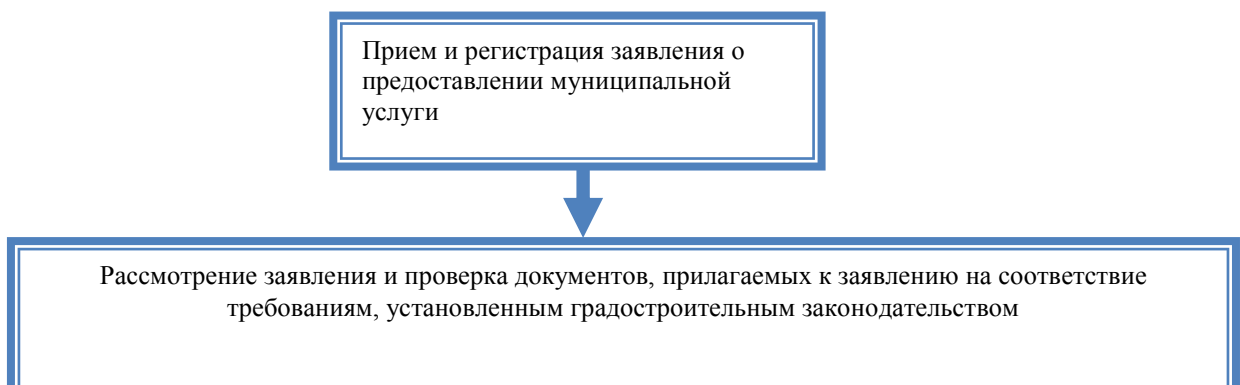 Прием и регистрация заявления о
предоставлении муниципальной
услуги
Рассмотрение заявления и проверка документов, прилагаемых к заявлению на соответствие
требованиям, установленным градостроительным законодательством